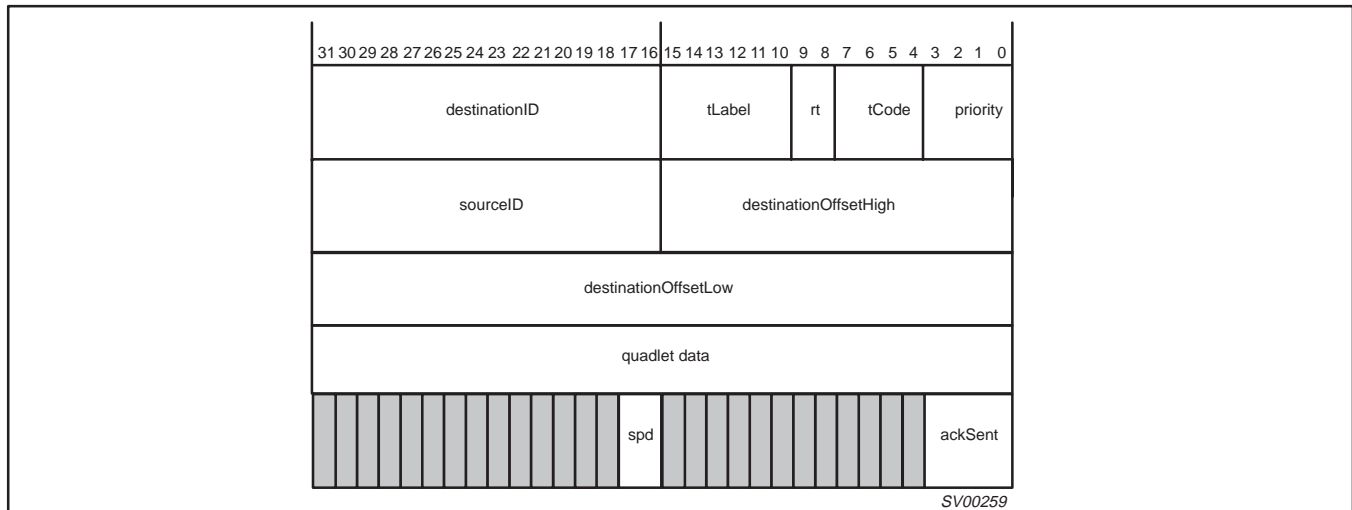 31 30 29 28 27 26 25 24 23 22 21 20 19 18 17 16 15 14 13 12 11 10 9 8 7 6 5 4 3 2 1 0
destinationID tLabel rt tCode priority
sourceID destinationOffsetHigh
destinationOffsetLow
quadlet data
spd ackSent
SV00259